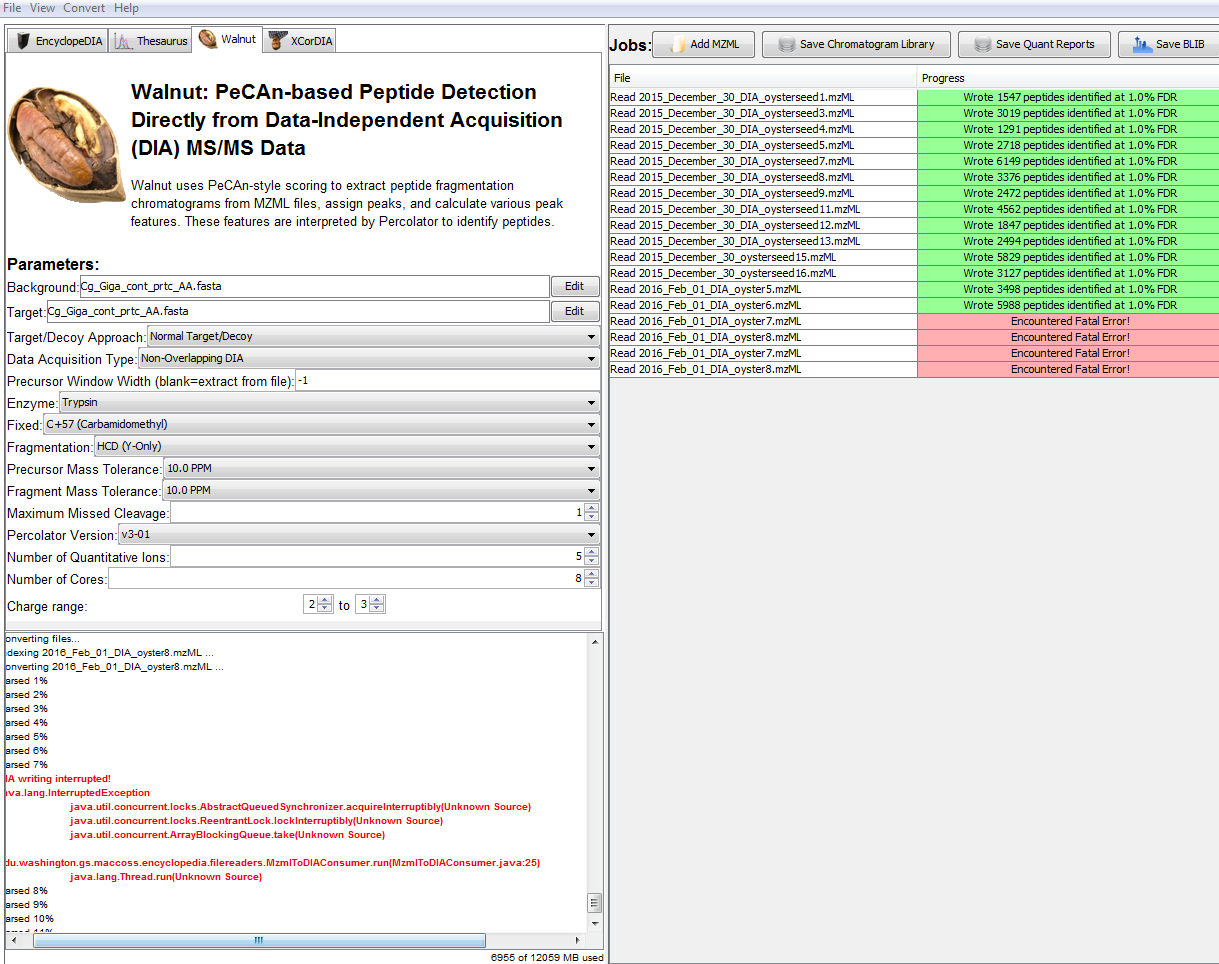 File View Convert Help
EncyclopeDIA Thesaurus Walnut XCorDIA
Walnut: PeCAn-based Peptide Detection
Directly from Data-Independent Acquisition
(DIA) MS/MS Data
Walnut uses PeCAn-style scoring to extract peptide fragmentation
chromatograms from MZML files, assign peaks, and calculate various peak
features. These features are interpreted by Percolator to identify peptides.
Parameters:
Background: Cg_Giga_cont_prtc_AA.fasta Edit
Target: Cg_Giga_cont_prtc_AA.fasta Edit
Target/Decoy Approach: Normal Target/Decoy
Data Acquisition Type: Non-Overlapping DIA
Precursor Window Width (blank=extract from file): -1
Enzyme: Trypsin
Fixed: C+57 (Carbamidomethyl)
Fragmentation: HCD (Y-Only)
Precursor Mass Tolerance: 10.0 PPM
Fragment Mass Tolerance: 10.0 PPM
Maximum Missed Cleavage: 1
Percolator Version: v3-01
Number of Quantitative Ions: 5
Number of Cores: 8
Charge range: 2 to 3
onverting files...
dexing 2016_Feb_01_DIA_oyster8.mzML ...
onverting 2016_Feb_01_DIA_oyster8.mzML ...
arsed 1%
arsed 2%
arsed 3%
arsed 4%
arsed 5%
arsed 6%
arsed 7%
IA writing interrupted!
ava.lang.InterruptedException
java.util.concurrent.locks.AbstractQueuedSynchronizer.acquireInterruptibly(Unknown Source)
java.util.concurrent.locks.ReentrantLock.lockInterruptibly(Unknown Source)
java.util.concurrent.ArrayBlockingQueue.take(Unknown Source)
du.washington.gs.maccoss.encyclopedia.filereaders.MzmlToDIAConsumer.run(MzmlToDIAConsumer.java:25)
java.lang.Thread.run(Unknown Source)
arsed 8%
arsed 9%
arsed 10%
arsed 11%
6955 of 12059 MB used
Jobs: Add MZML Save Chromatogram Library Save Quant Reports Save BLIB
File Progress
Read 2015_December_30_DIA_oysterseed1.mzML Wrote 1547 peptides identified at 1.0% FDR
Read 2015_December_30_DIA_oysterseed3.mzML Wrote 3019 peptides identified at 1.0% FDR
Read 2015_December_30_DIA_oysterseed4.mzML Wrote 1291 peptides identified at 1.0% FDR
Read 2015_December_30_DIA_oysterseed5.mzML Wrote 2718 peptides identified at 1.0% FDR
Read 2015_December_30_DIA_oysterseed7.mzML Wrote 6149 peptides identified at 1.0% FDR
Read 2015_December_30_DIA_oysterseed8.mzML Wrote 3376 peptides identified at 1.0% FDR
Read 2015_December_30_DIA_oysterseed9.mzML Wrote 2472 peptides identified at 1.0% FDR
Read 2015_December_30_DIA_oysterseed11.mzML Wrote 4562 peptides identified at 1.0% FDR
Read 2015_December_30_DIA_oysterseed12.mzML Wrote 1847 peptides identified at 1.0% FDR
Read 2015_December_30_DIA_oysterseed13.mzML Wrote 2494 peptides identified at 1.0% FDR
Read 2015_December_30_oysterseed15.mzML Wrote 5829 peptides identified at 1.0% FDR
Read 2015_December_30_oysterseed16.mzML Wrote 3127 peptides identified at 1.0% FDR
Read 2016_Feb_01_DIA_oyster5.mzML Wrote 3498 peptides identified at 1.0% FDR
Read 2016_Feb_01_DIA_oyster6.mzML Wrote 5988 peptides identified at 1.0% FDR
Read 2016_Feb_01_DIA_oyster7.mzML Encountered Fatal Error!
Read 2016_Feb_01_DIA_oyster8.mzML Encountered Fatal Error!
Read 2016_Feb_01_DIA_oyster7.mzML Encountered Fatal Error!
Read 2016_Feb_01_DIA_oyster8.mzML Encountered Fatal Error!